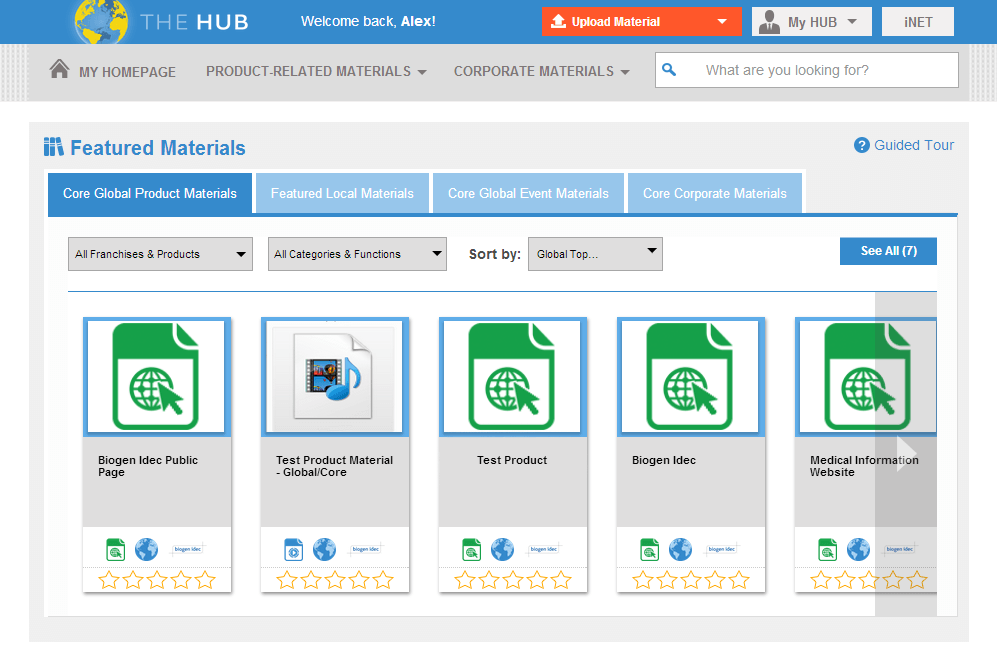 THE HUB
Welcome back, Alex!
Upload Material
My HUB
iNET
MY HOMEPAGE
PRODUCT-RELATED MATERIALS
CORPORATE MATERIALS
What are you looking for?
Featured Materials
? Guided Tour
Core Global Product Materials
Featured Local Materials
Core Global Event Materials
Core Corporate Materials
All Franchises & Products
All Categories & Functions
Sort by:
Global Top...
See All (7)
Biogen Idec Public
Page
Test Product Material
- Global/Core
Test Product
Biogen Idec
Medical Information
Website
biogen idec
biogen idec
biogen idec
biogen idec
biogen idec